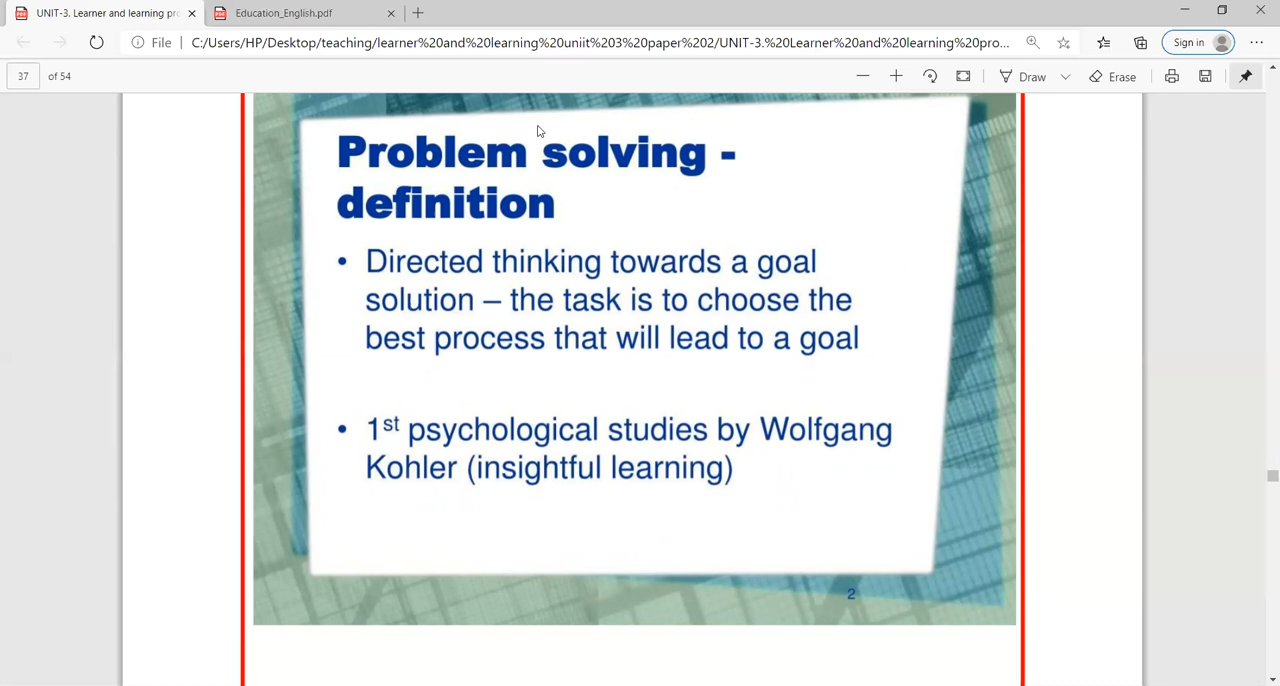 UNIT-3. Learner and learning pro
Education_English.pdf
File
C:/Users/HP/Desktop/teaching/learner%20and%20learning%20uniit%203%20paper%202/UNIT-3.%20Learner%20and%20learning%20pro...
Sign in
37 of 54
Draw
Erase
Problem solving -
definition
• Directed thinking towards a goal
solution – the task is to choose the
best process that will lead to a goal
• 1st psychological studies by Wolfgang
Kohler (insightful learning)
2